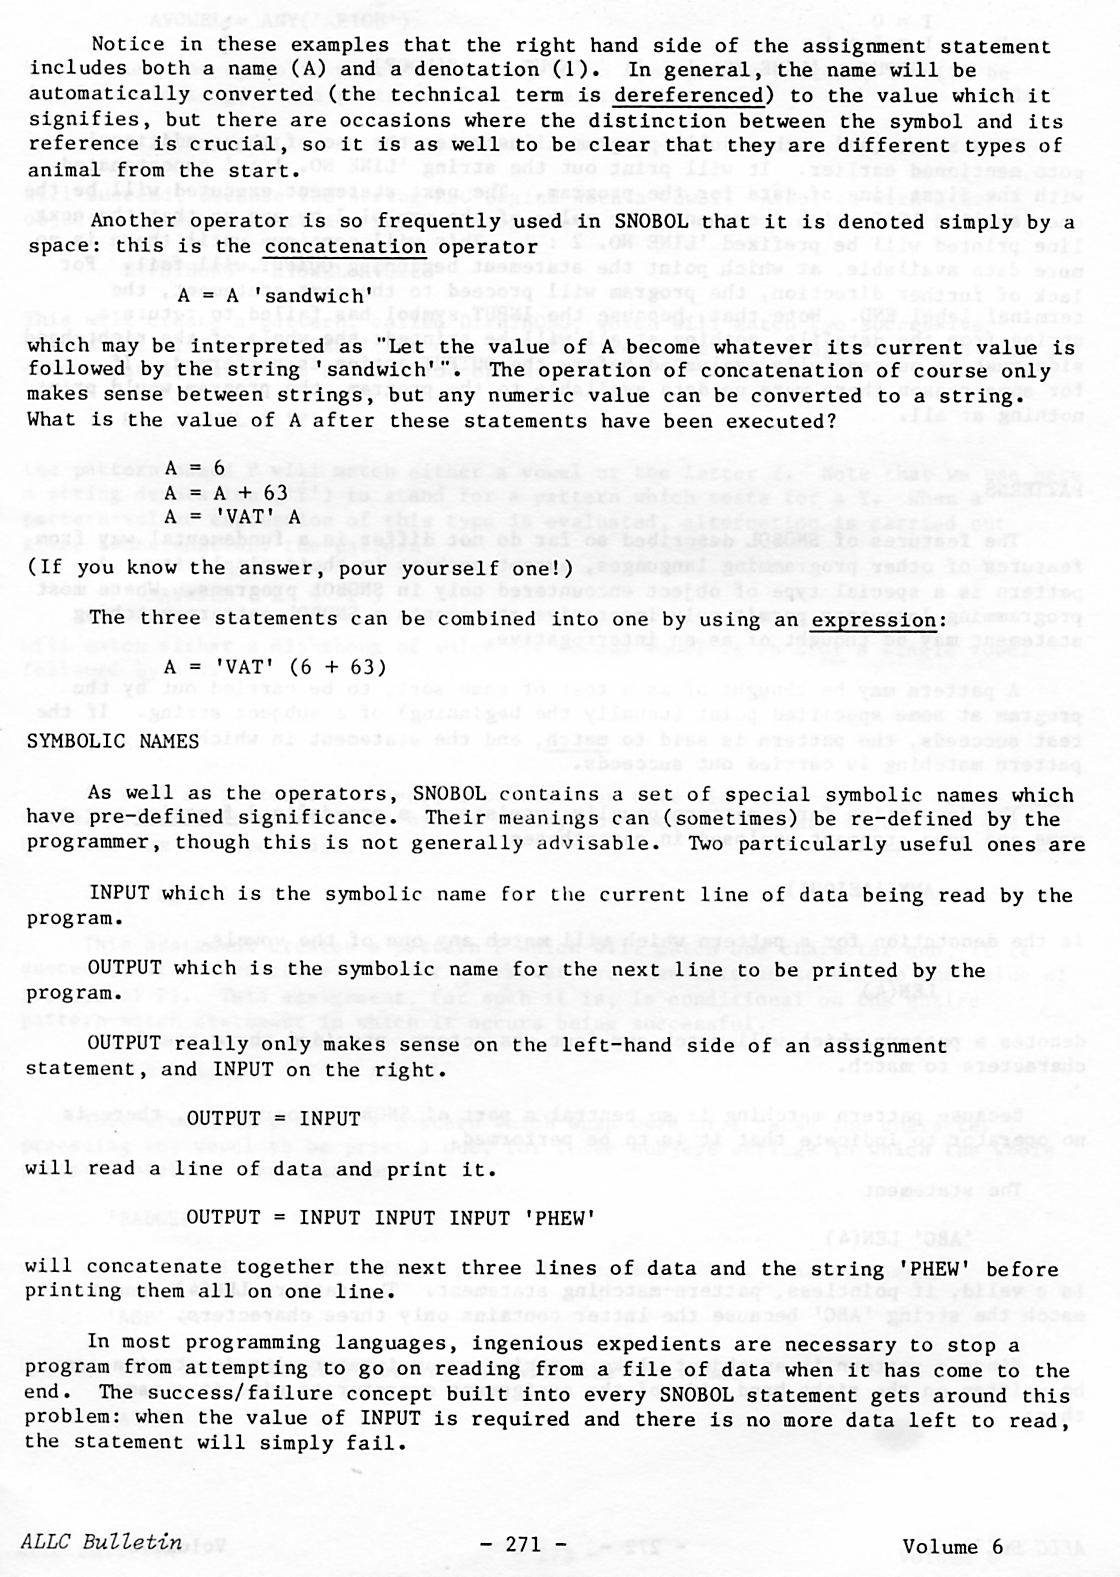 Notice in these examples that the right hand side of the assignment statement
includes both a name (A) and a denotation (1). In general, the name will be
automatically converted (the technical term is dereferenced) to the value which it
signifies, but there are occasions where the distinction between the symbol and its
reference is crucial, so it is as well to be clear that they are different types of
animal from the start.
Another operator is so frequently used in SNOBOL that it is denoted simply by a
space: this is the concatenation operator
A = A 'sandwich'
which may be interpreted as "Let the value of A become whatever its current value is
followed by the string 'sandwich'". The operation of concatenation of course only
makes sense between strings, but any numeric value can be converted to a string.
What is the value of A after these statements have been executed?
A = 6
A = A + 63
A = 'VAT' A
(If you know the answer, pour yourself one!)
The three statements can be combined into one by using an expression:
A = 'VAT' (6 + 63)
SYMBOLIC NAMES
As well as the operators, SNOBOL contains a set of special symbolic names which
have pre-defined significance. Their meanings can (sometimes) be re-defined by the
programmer, though this is not generally advisable. Two particularly useful ones are
INPUT which is the symbolic name for the current line of data being read by the
program.
OUTPUT which is the symbolic name for the next line to be printed by the
program.
OUTPUT really only makes sense on the left-hand side of an assignment
statement, and INPUT on the right.
OUTPUT = INPUT
will read a line of data and print it.
OUTPUT = INPUT INPUT INPUT 'PHEW'
will concatenate together the next three lines of data and the string 'PHEW' before
printing them all on one line.
In most programming languages, ingenious expedients are necessary to stop a
program from attempting to go on reading from a file of data when it has come to the
end. The success/failure concept built into every SNOBOL statement gets around this
problem: when the value of INPUT is required and there is no more data left to read,
the statement will simply fail.
ALLC Bulletin - 271 - Volume 6